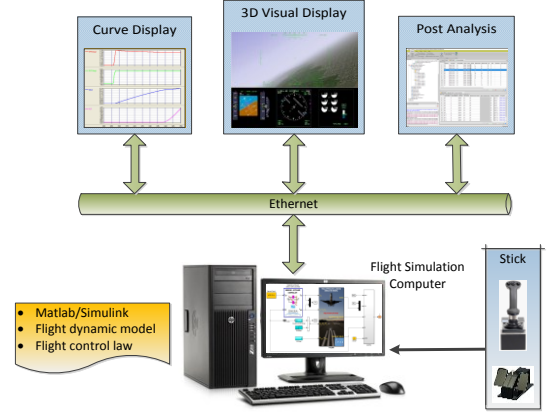 Curve Display
3D Visual Display
Post Analysis
Ethernet
Flight Simulation
Computer
Stick
• Matlab/Simulink
• Flight dynamic model
• Flight control law